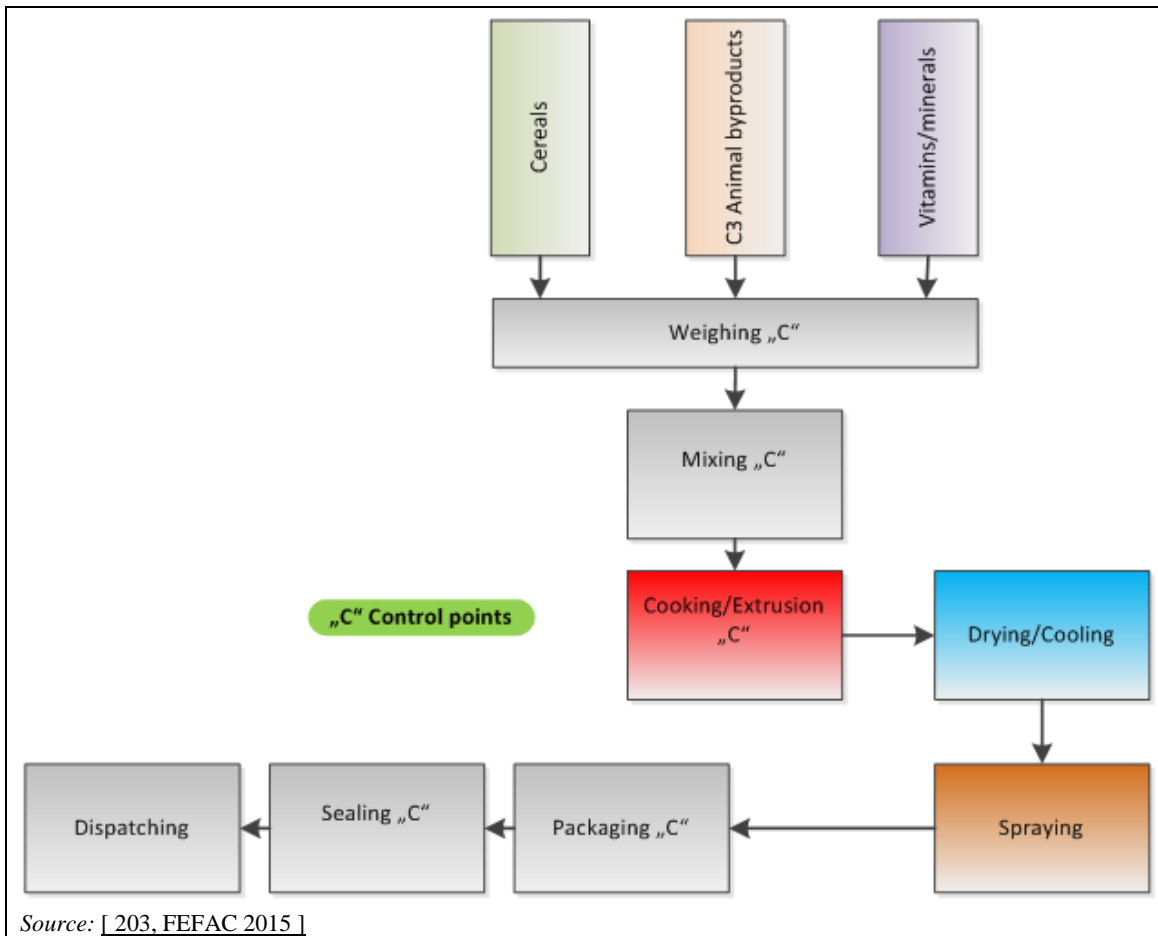 Cereals
C3 Animal byproducts
Vitamins/minerals
Weighing „C“
Mixing „C“
Cooking/Extrusion
„C“
„C“ Control points
Drying/Cooling
Dispatching
Sealing „C“
Packaging „C“
Spraying
Source: [ 203, FEFAC 2015 ]